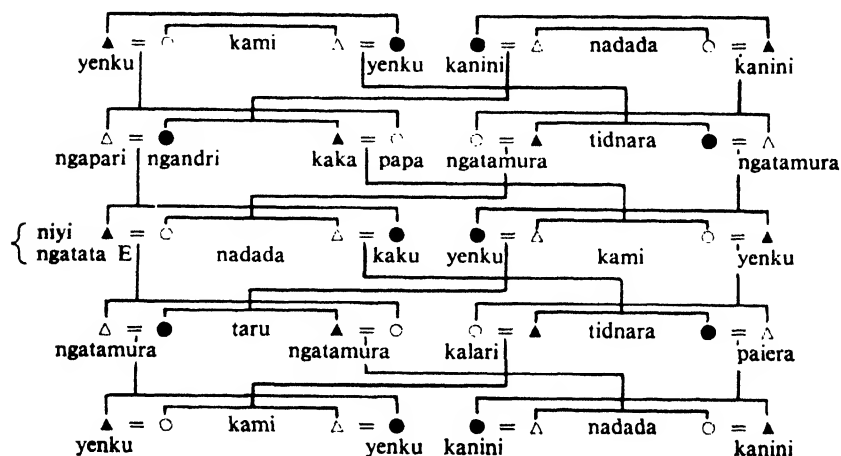 kami nadada
yenku yenku kanini kanini
ngapari ngandri kaka papa ngatamura tidnara ngatamura
niyi
ngatata E nadada kaku yenku kami yenku
ngatamura taru ngatamura kalari tidnara paiera
yenku kami yenku kanini nadada kanini